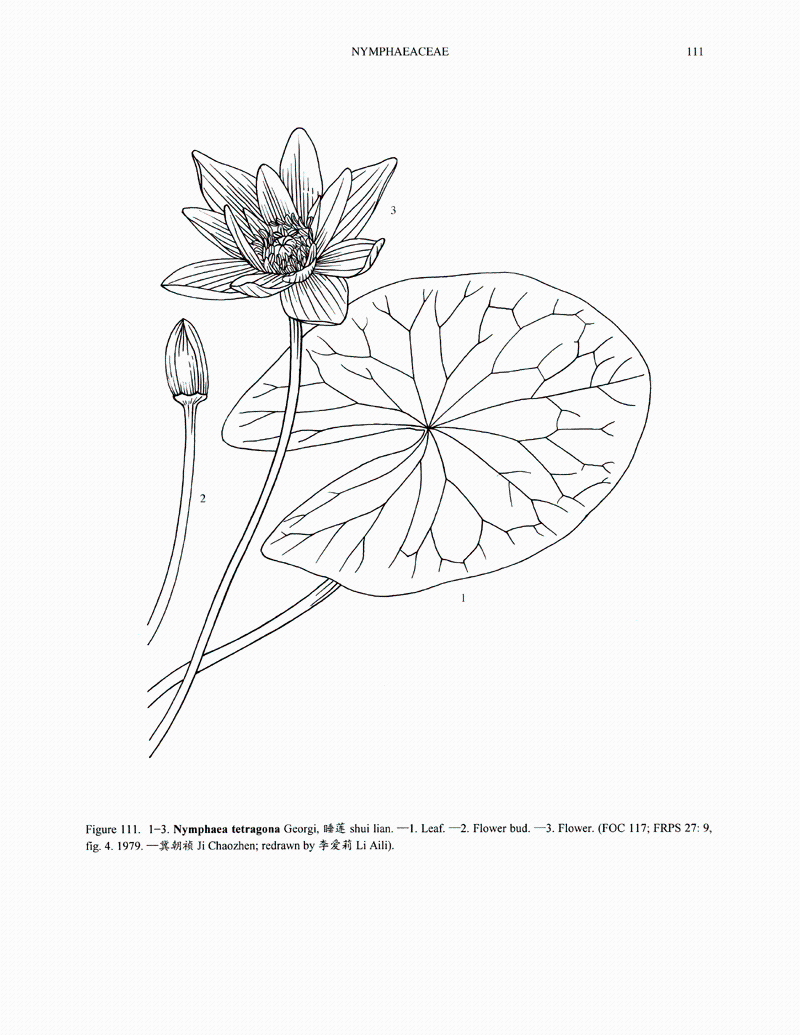 NYMPHAEACEAE 111
3
2
1
Figure 111. 1–3. Nymphaea tetragona Georgi, 睡莲 shui lian. —1. Leaf. —2. Flower bud. —3. Flower. (FOC 117; FRPS 27: 9,
fig. 4. 1979. —冀朝祯 Ji Chaozhen; redrawn by 李爱莉 Li Aili).